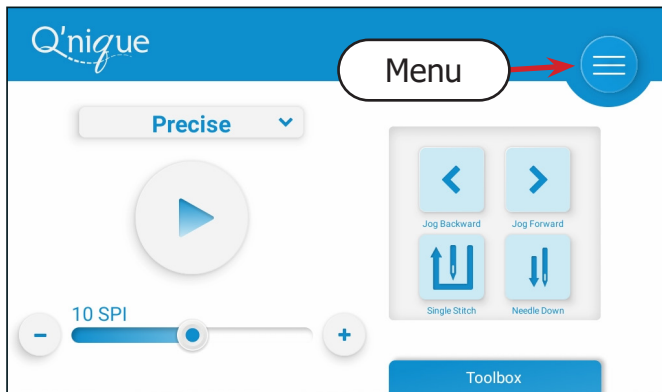 Q'nique
Menu
Precise
Jog Backward
Jog Forward
10 SPI
Single Stitch
Needle Down
Toolbox